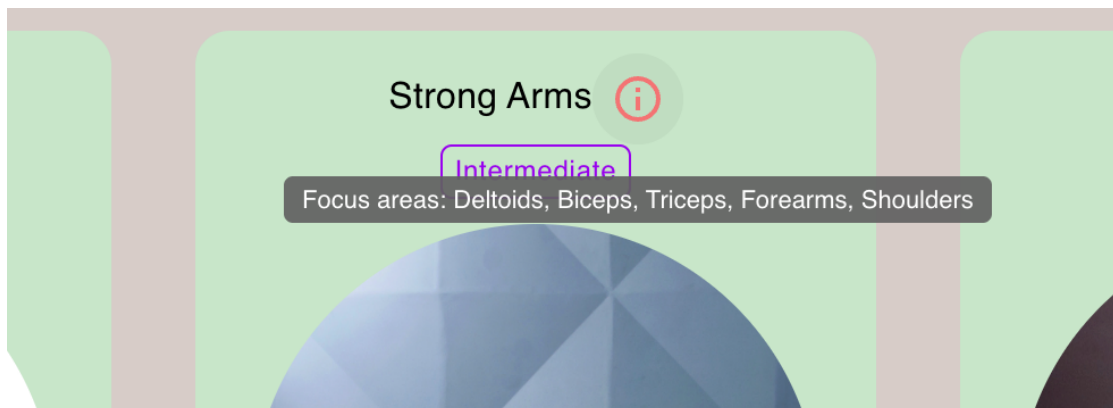 Strong Arms
Intermediate
Focus areas: Deltoids, Biceps, Triceps, Forearms, Shoulders